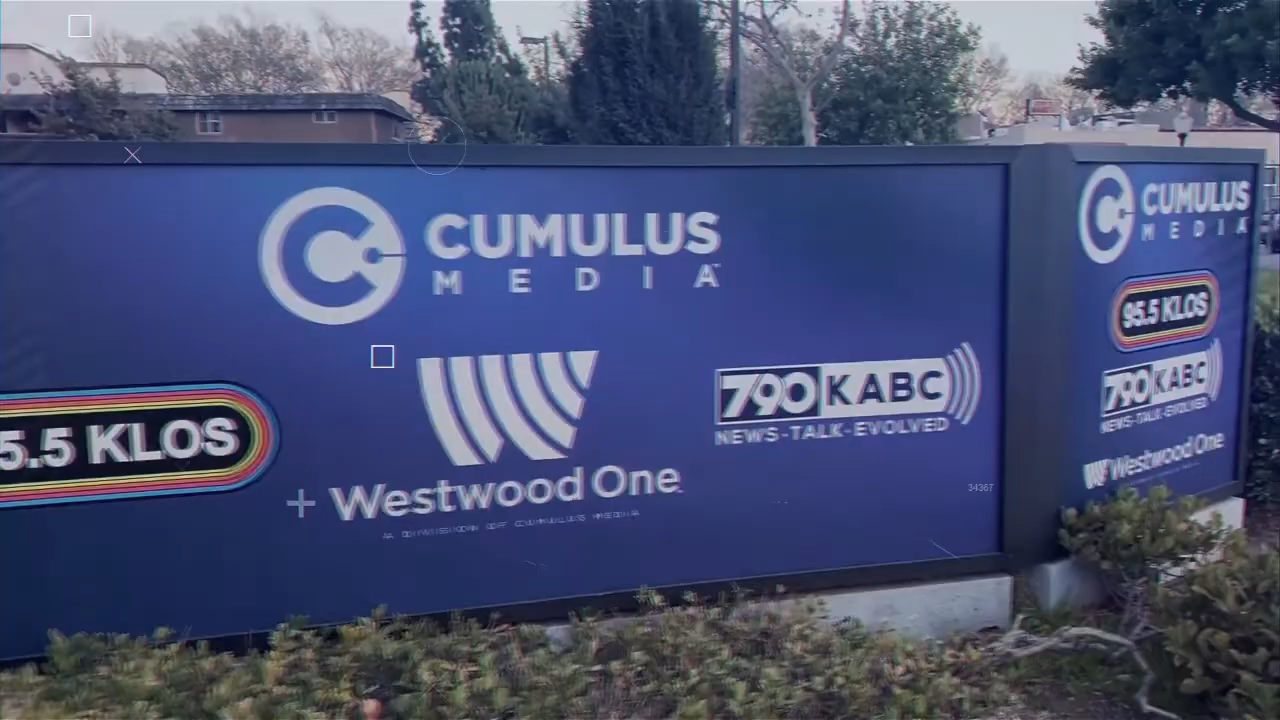 CUMULUS
MEDIA
5.5 KLOS
Westwood One
790 KABC
NEWS-TALK-EVOLVED
34367
CUMULUS
MEDIA
95.5 KLOS
790 KABC
NEWS-TALK-EVOLVED
Westwood One